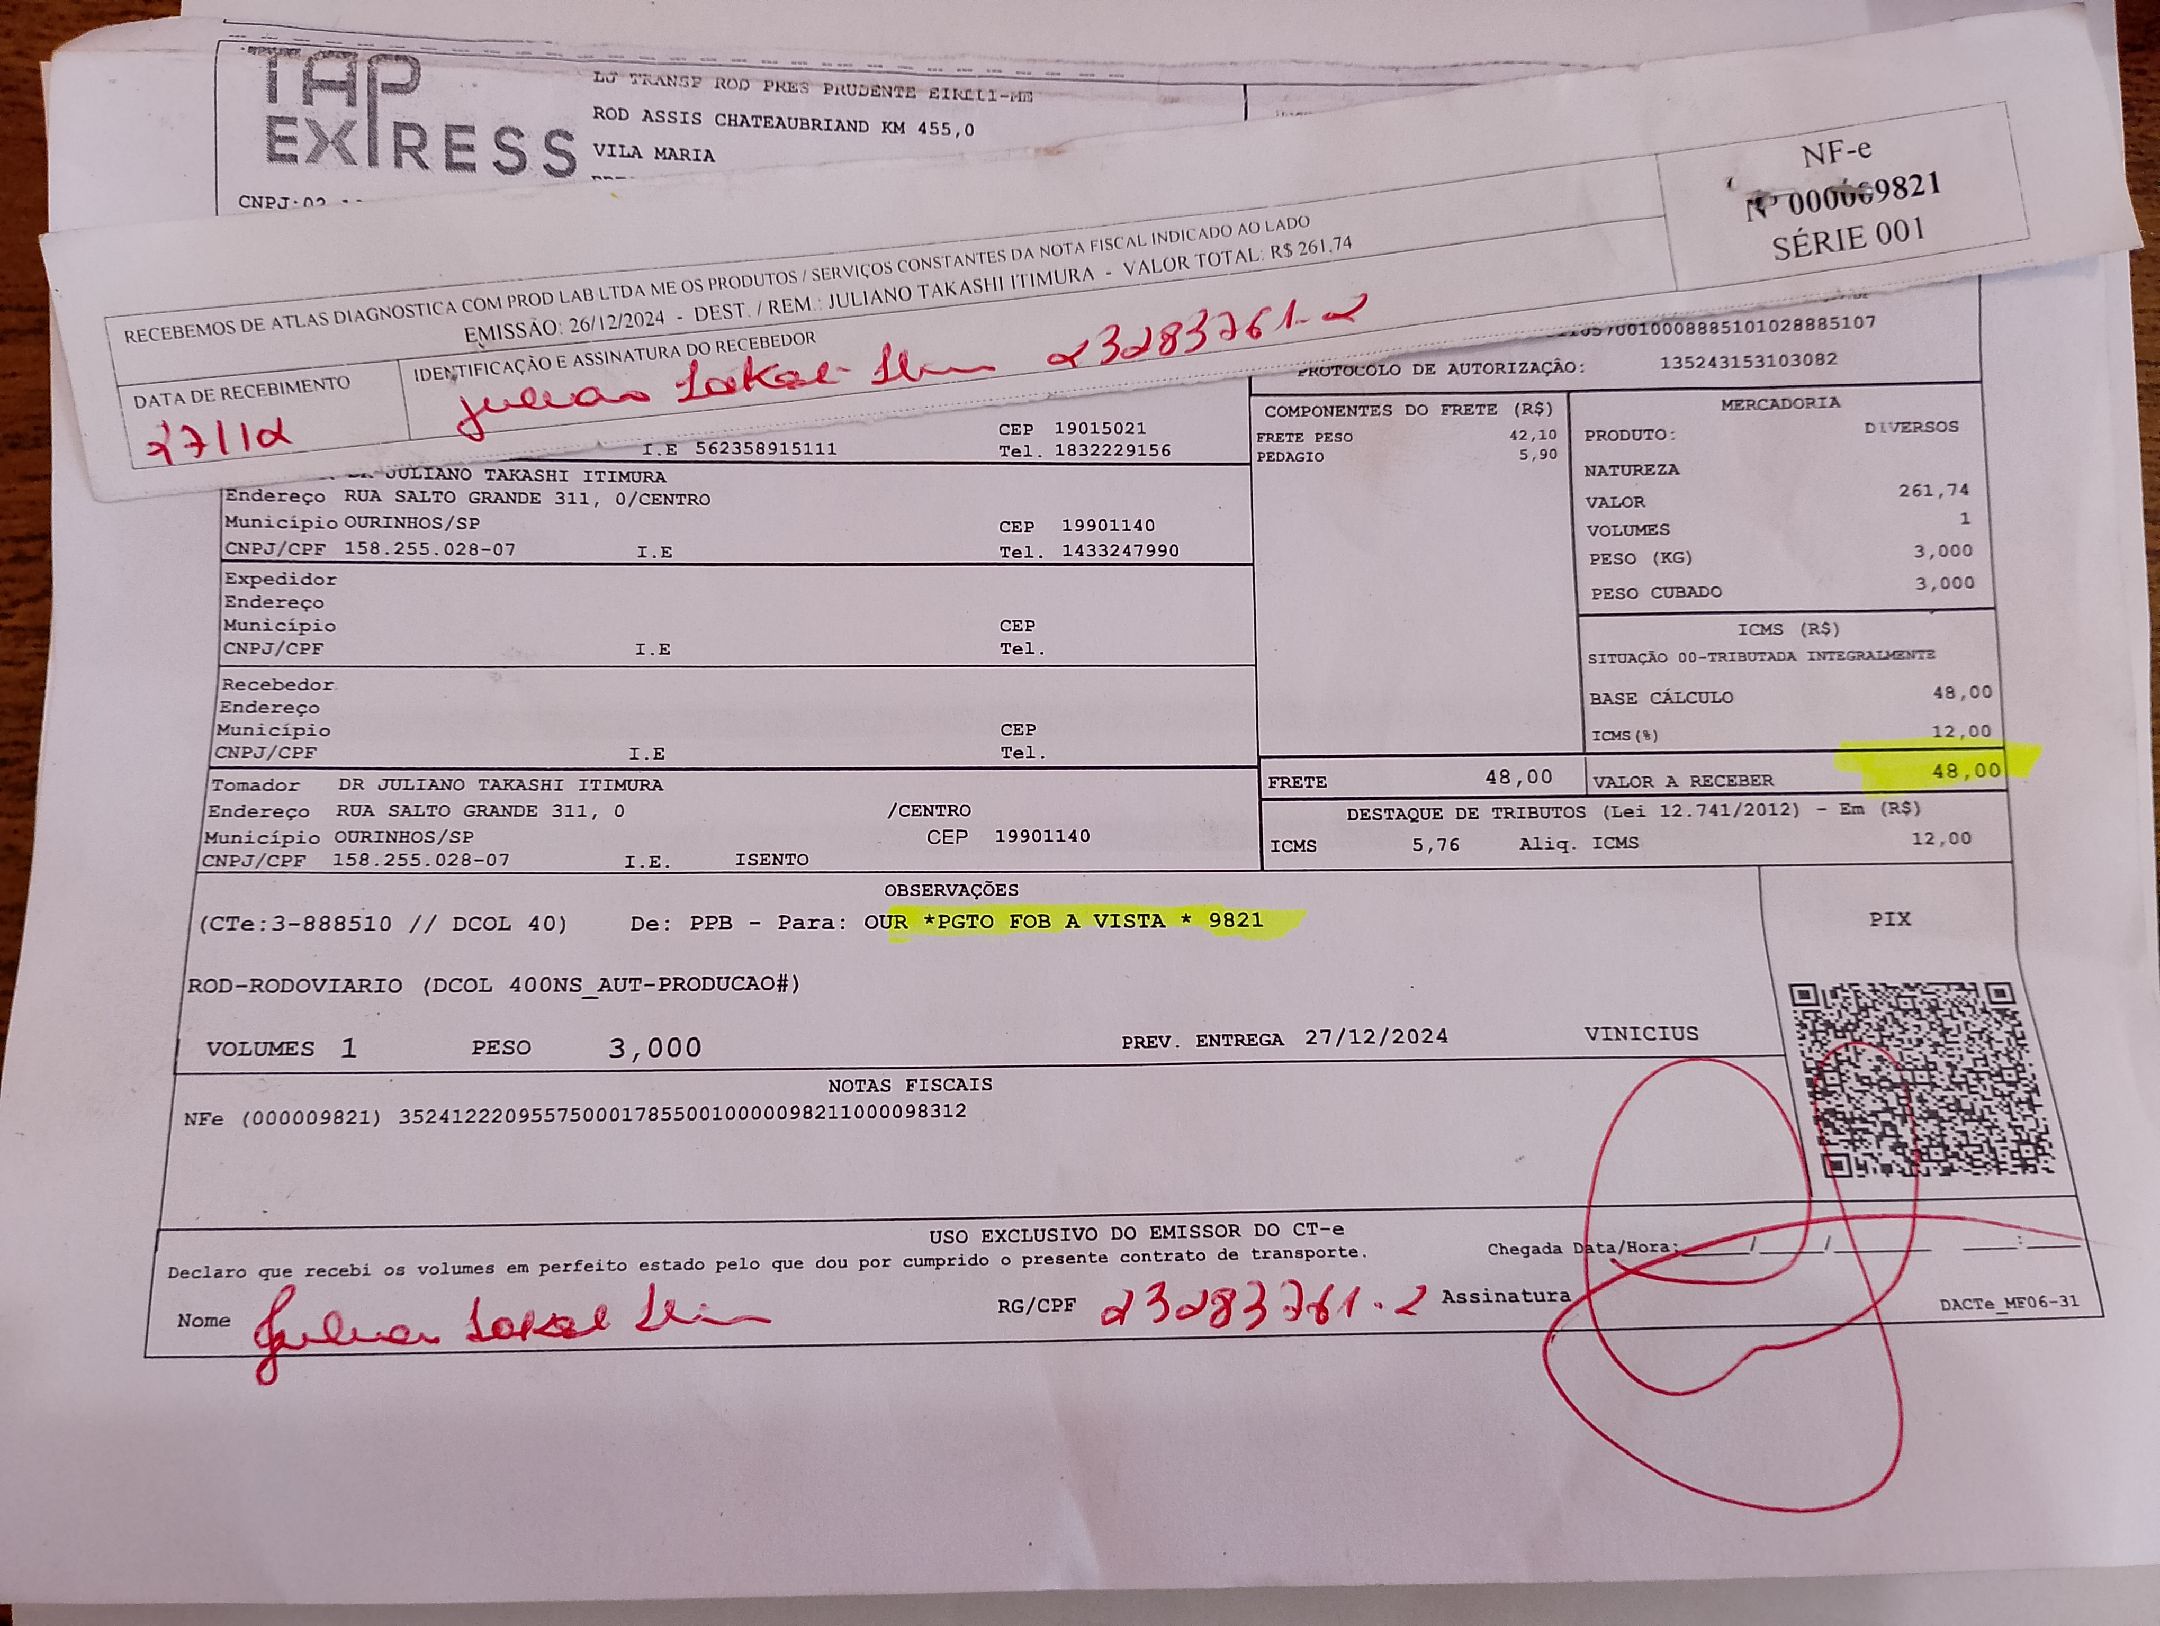 TAP
EXPRESS
LJ TRANSP ROD PRES PRUDENTE EIRELI-ME
ROD ASSIS CHATEAUBRIAND KM 455,0
VILA MARIA
CNPJ:
RECEBEMOS DE ATLAS DIAGNOSTICA COM PROD LAB LTDA ME OS PRODUTOS / SERVIÇOS CONSTANTES DA NOTA FISCAL INDICADO AO LADO
EMISSÃO: 26/12/2024 - DEST. / REM.: JULIANO TAKASHI ITIMURA - VALOR TOTAL: R$ 261,74
DATA DE RECEBIMENTO
27/12
IDENTIFICAÇÃO E ASSINATURA DO RECEBEDOR
23283761-2
NF-e
Nº 000009821
SÉRIE 001
PROTOCOLO DE AUTORIZAÇÃO: 135243153103082
I.E 562358915111
CEP 19015021
Tel. 1832229156
DR JULIANO TAKASHI ITIMURA
Endereço RUA SALTO GRANDE 311, 0/CENTRO
Município OURINHOS/SP CEP 19901140
CNPJ/CPF 158.255.028-07 I.E Tel. 1433247990
Expedidor
Endereço
Município CEP
CNPJ/CPF I.E Tel.
Recebedor
Endereço
Município CEP
CNPJ/CPF I.E Tel.
Tomador DR JULIANO TAKASHI ITIMURA
Endereço RUA SALTO GRANDE 311, 0 /CENTRO
Município OURINHOS/SP CEP 19901140
CNPJ/CPF 158.255.028-07 I.E. ISENTO
COMPONENTES DO FRETE (R$)
FRETE PESO 42,10
PEDAGIO 5,90
MERCADORIA
PRODUTO: DIVERSOS
NATUREZA
VALOR 261,74
VOLUMES 1
PESO (KG) 3,000
PESO CUBADO 3,000
ICMS (R$)
SITUAÇÃO 00-TRIBUTADA INTEGRALMENTE
BASE CÁLCULO 48,00
ICMS(%) 12,00
FRETE 48,00 VALOR A RECEBER 48,00
DESTAQUE DE TRIBUTOS (Lei 12.741/2012) - Em (R$)
ICMS 5,76 Aliq. ICMS 12,00
OBSERVAÇÕES
(CTe:3-888510 // DCOL 40) De: PPB - Para: OUR *PGTO FOB A VISTA * 9821
ROD-RODOVIARIO (DCOL 400NS_AUT-PRODUCAO#)
VOLUMES 1 PESO 3,000 PREV. ENTREGA 27/12/2024 VINICIUS
PIX
NOTAS FISCAIS
NFe (000009821) 35241222095575000178550010000098211000098312
USO EXCLUSIVO DO EMISSOR DO CT-e
Declaro que recebi os volumes em perfeito estado pelo que dou por cumprido o presente contrato de transporte.
Chegada Data/Hora: / / :
Nome
RG/CPF 23283761-2 Assinatura
DACTe_MF06-31